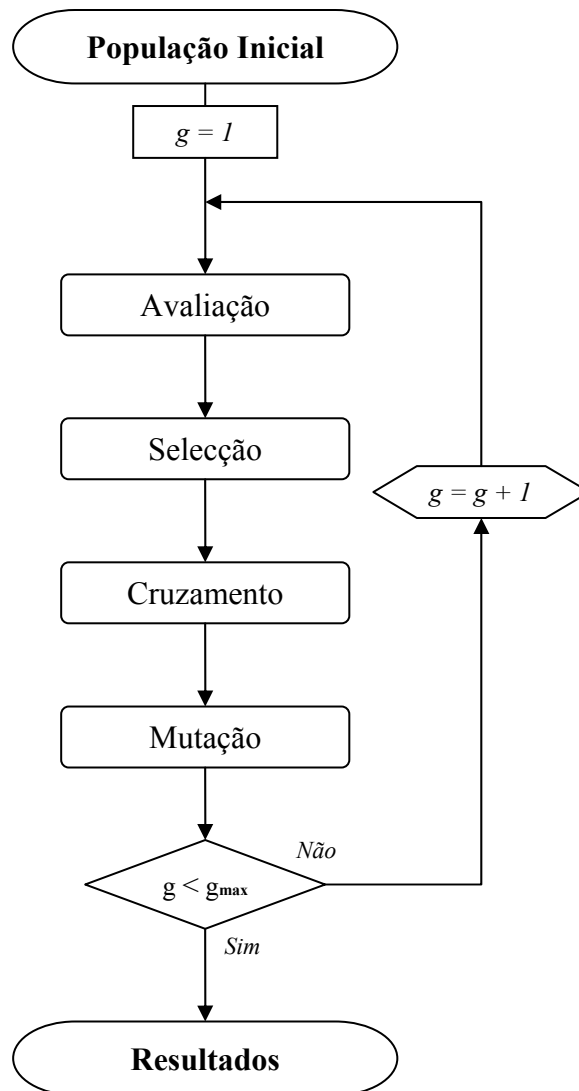 População Inicial
g = 1
Avaliação
Selecção
g = g + 1
Cruzamento
Mutação
Não
g < gmax
Sim
Resultados